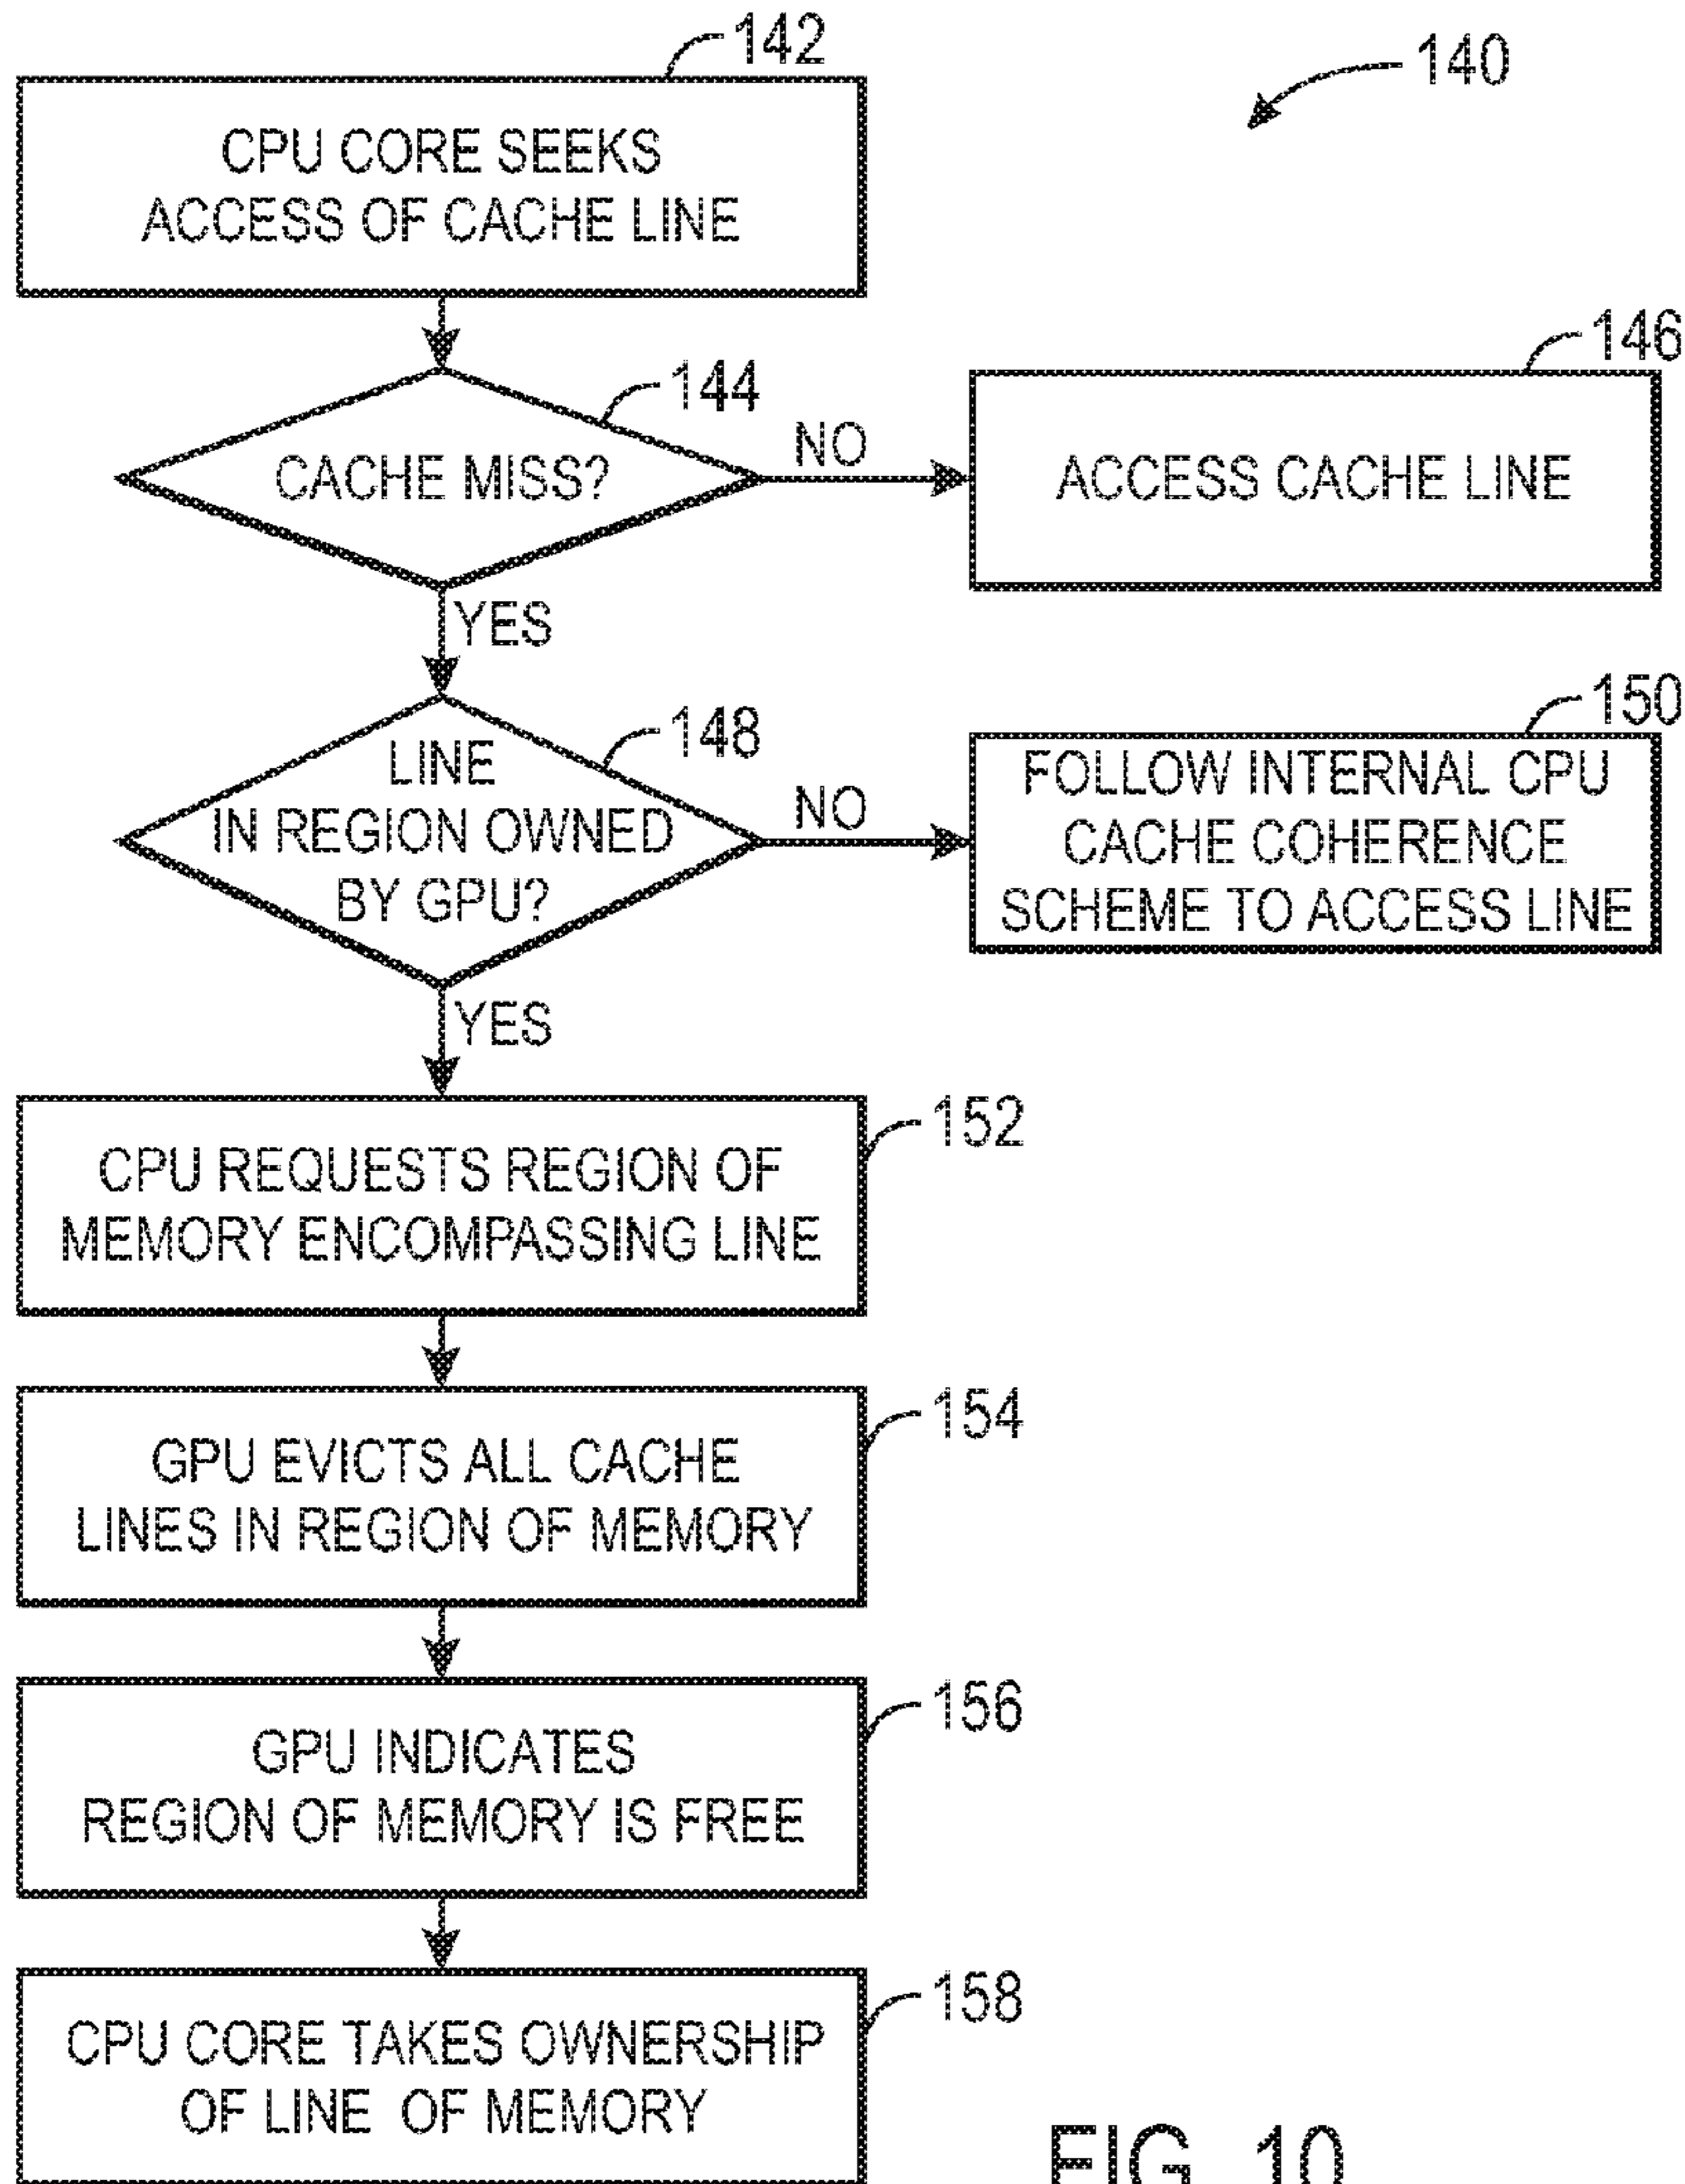 142
140
CPU CORE SEEKS
ACCESS OF CACHE LINE
144
146
CACHE MISS?
NO
ACCESS CACHE LINE
YES
148
150
LINE
IN REGION OWNED
BY GPU?
NO
FOLLOW INTERNAL CPU
CACHE COHERENCE
SCHEME TO ACCESS LINE
YES
152
CPU REQUESTS REGION OF
MEMORY ENCOMPASSING LINE
154
GPU EVICTS ALL CACHE
LINES IN REGION OF MEMORY
156
GPU INDICATES
REGION OF MEMORY IS FREE
158
CPU CORE TAKES OWNERSHIP
OF LINE OF MEMORY
FIG. 10